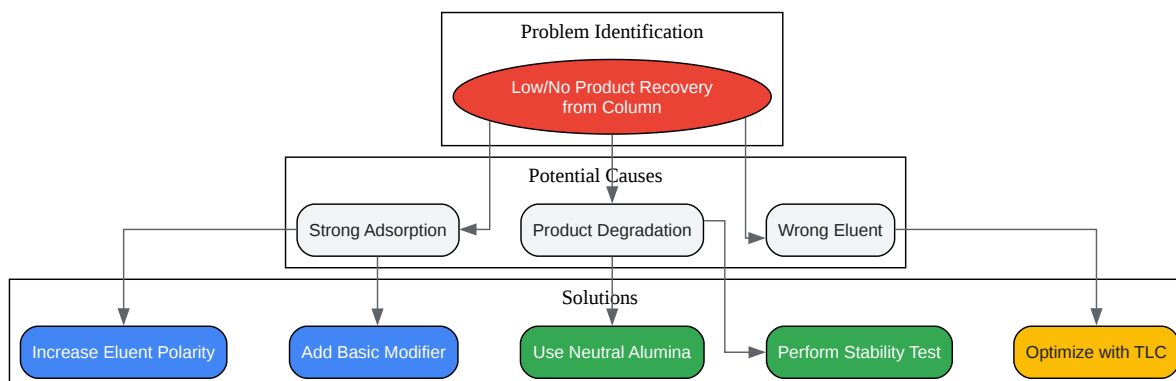 Problem Identification
Low/No Product Recovery
from Column
Potential Causes
Strong Adsorption
Product Degradation
Wrong Eluent
Solutions
Increase Eluent Polarity
Add Basic Modifier
Use Neutral Alumina
Perform Stability Test
Optimize with TLC